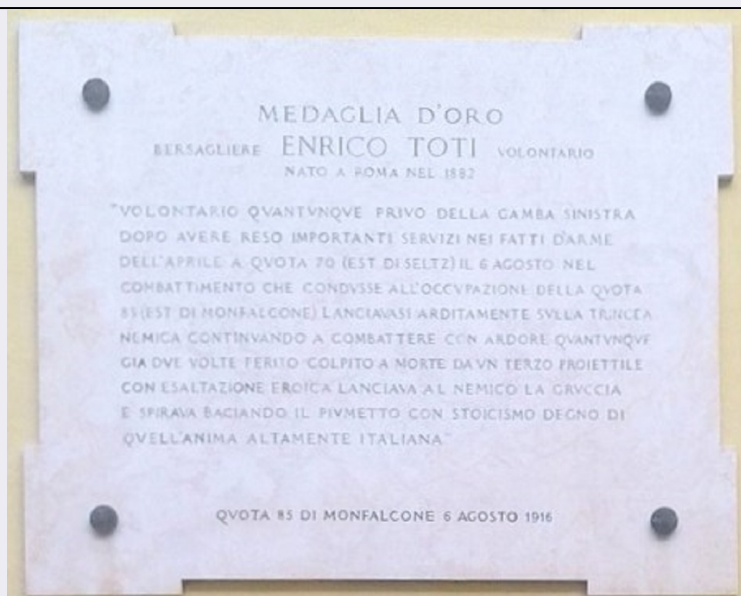 MEDAGLIA D'ORO
BERSAGLIERE ENRICO TOTI VOLONTARIO
NATO A ROMA NEL 1882
"VOLONTARIO QVANTVNQVE PRIVO DELLA GAMBA SINISTRA
DOPO AVERE RESO IMPORTANTI SERVIZI NEI FATTI D'ARME
DELL'APRILE A QVOTA 70 (EST DI SELTZ) IL 6 AGOSTO NEL
COMBATTIMENTO CHE CONDVSSE ALL'OCCVPAZIONE DELLA QVOTA
85 (EST DI MONFALCONE) LANCIAVASI ARDITAMENTE SVLLA TRINCEA
NEMICA CONTINVANDO A COMBATTERE CON ARDORE QVANTVNQVE
GIA DVE VOLTE FERITO COLPITO A MORTE DA VN TERZO PROIETTILE
CON ESALTAZIONE EROICA LANCIAVA AL NEMICO LA GRVCCIA
E SPIRAVA BACIANDO IL PIVMETTO CON STOICISMO DEGNO DI
QVELL'ANIMA ALTAMENTE ITALIANA"
QVOTA 85 DI MONFALCONE 6 AGOSTO 1916